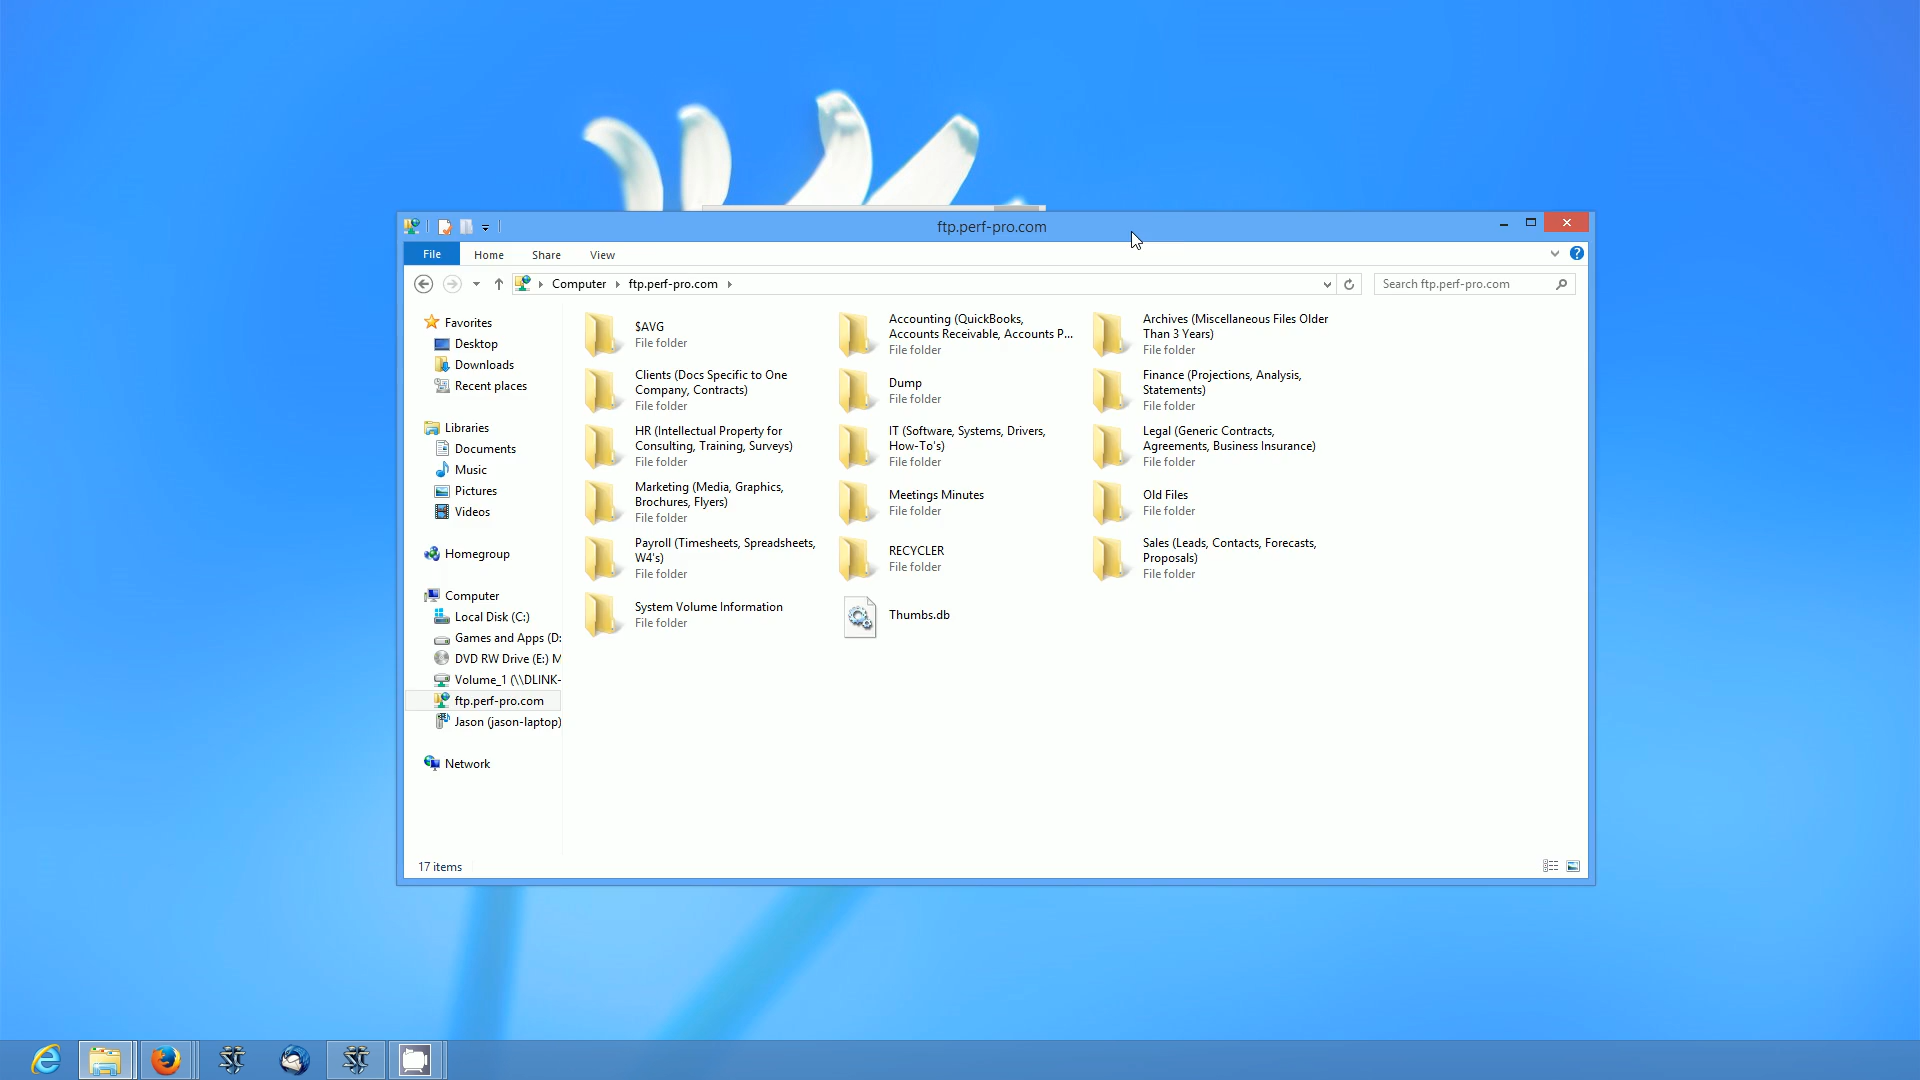 ftp.perf-pro.com
File
Home
Share
View
Computer
ftp.perf-pro.com
Search ftp.perf-pro.com
Favorites
Desktop
Downloads
Recent places
Libraries
Documents
Music
Pictures
Videos
Homegroup
Computer
Local Disk (C:)
Games and Apps (D:
DVD RW Drive (E:) M
Volume_1 (\\DLINK-
ftp.perf-pro.com
Jason (jason-laptop)
Network
$AVG
File folder
Accounting (QuickBooks,
Accounts Receivable, Accounts P...
File folder
Archives (Miscellaneous Files Older
Than 3 Years)
File folder
Clients (Docs Specific to One
Company, Contracts)
File folder
Dump
File folder
Finance (Projections, Analysis,
Statements)
File folder
HR (Intellectual Property for
Consulting, Training, Surveys)
File folder
IT (Software, Systems, Drivers,
How-To's)
File folder
Legal (Generic Contracts,
Agreements, Business Insurance)
File folder
Marketing (Media, Graphics,
Brochures, Flyers)
File folder
Meetings Minutes
File folder
Old Files
File folder
Payroll (Timesheets, Spreadsheets,
W4's)
File folder
RECYCLER
File folder
Sales (Leads, Contacts, Forecasts,
Proposals)
File folder
System Volume Information
File folder
Thumbs.db
17 items